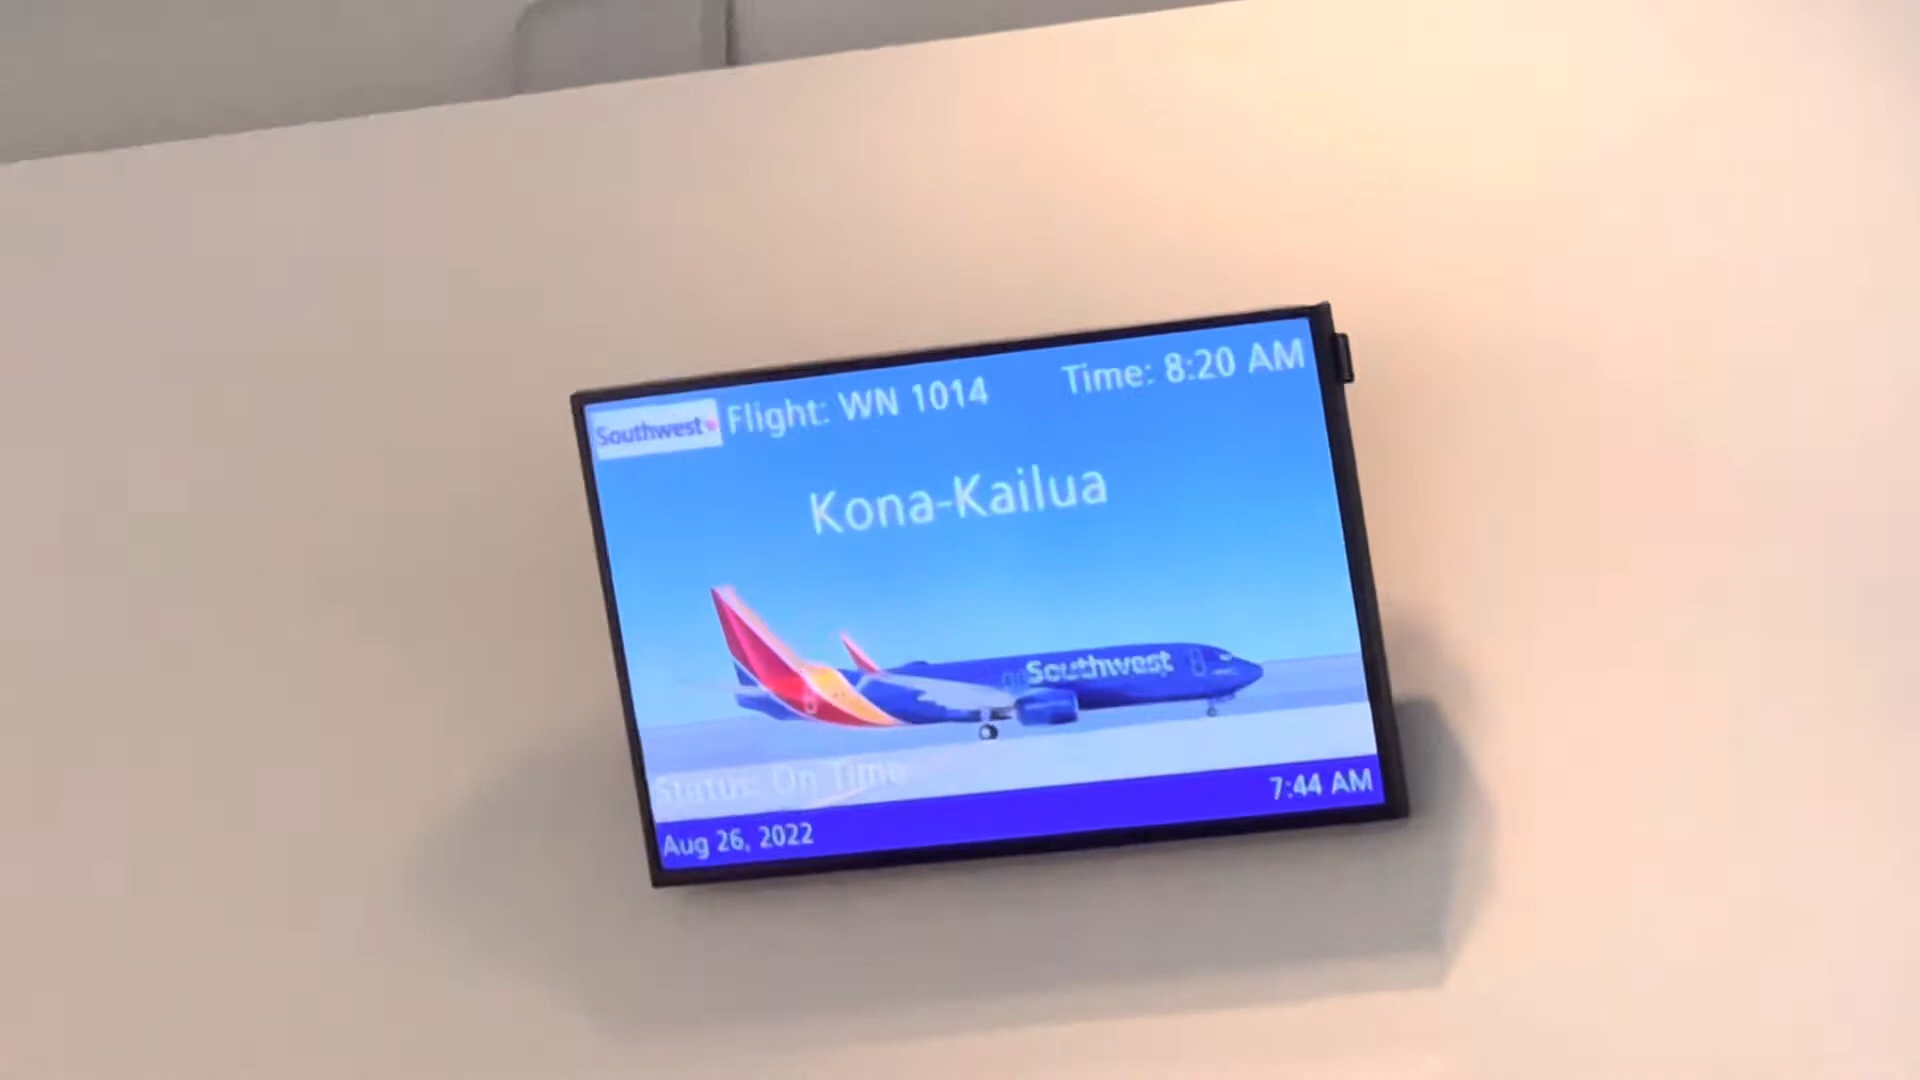 Southwest Flight: WN 1014 Time: 8:20 AM
Kona-Kailua
Southwest
Status: On Time
Aug 26, 2022 7:44 AM